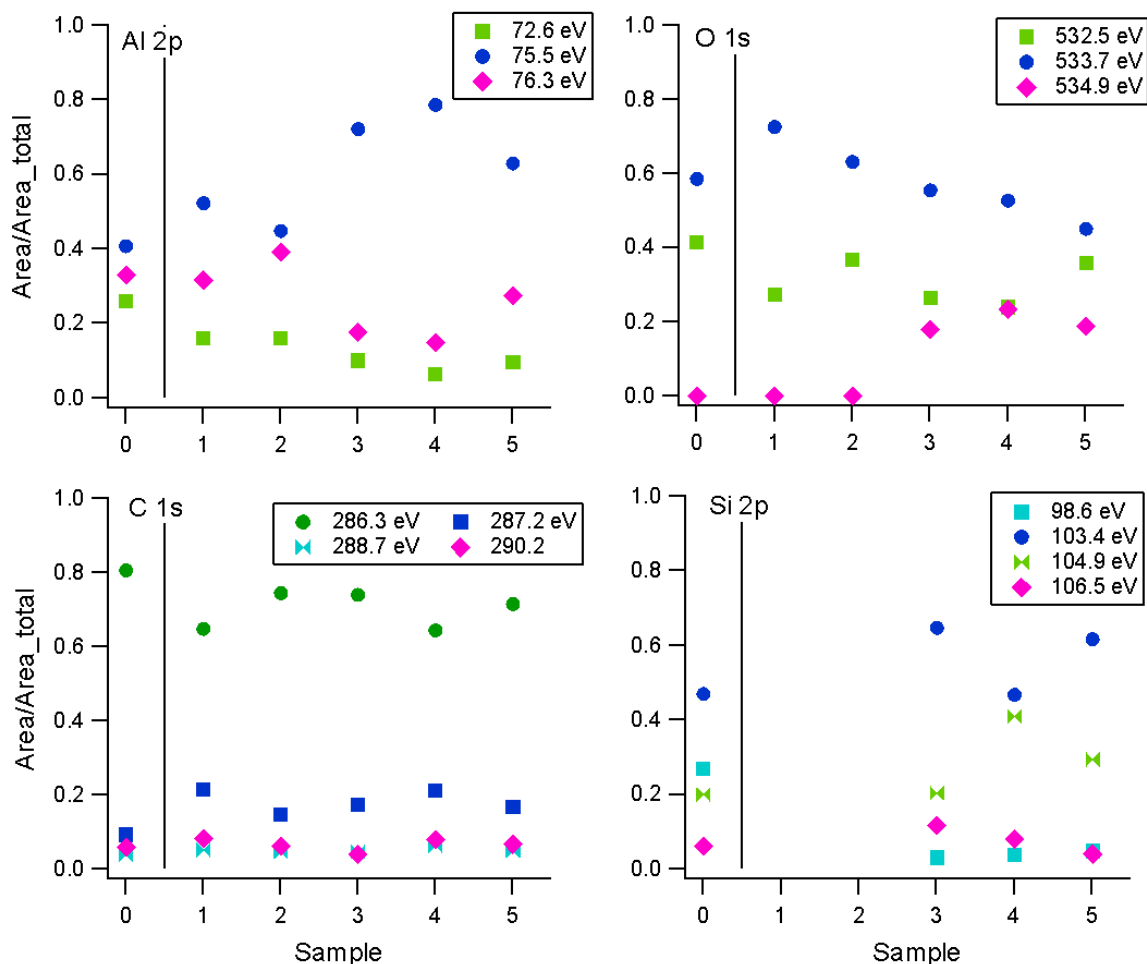 Al 2p
72.6 eV
75.5 eV
76.3 eV
1.0
0.8
0.6
0.4
0.2
0.0
Area/Area_total
0 1 2 3 4 5
O 1s
532.5 eV
533.7 eV
534.9 eV
1.0
0.8
0.6
0.4
0.2
0.0
0 1 2 3 4 5
C 1s
286.3 eV 287.2 eV
288.7 eV 290.2
1.0
0.8
0.6
0.4
0.2
0.0
Area/Area_total
0 1 2 3 4 5
Sample
Si 2p
98.6 eV
103.4 eV
104.9 eV
106.5 eV
1.0
0.8
0.6
0.4
0.2
0.0
0 1 2 3 4 5
Sample